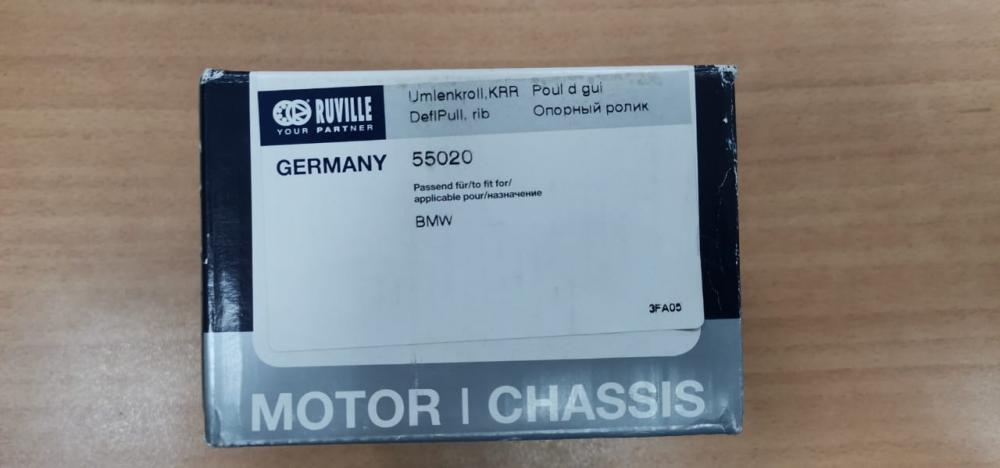 RUVILLE
YOUR PARTNER
Umlenkroll,KRR Poul d gui
DeflPull, rib Опорный ролик
GERMANY 55020
Passend für/to fit for/
applicable pour/назначение
BMW
3FA05
MOTOR | CHASSIS